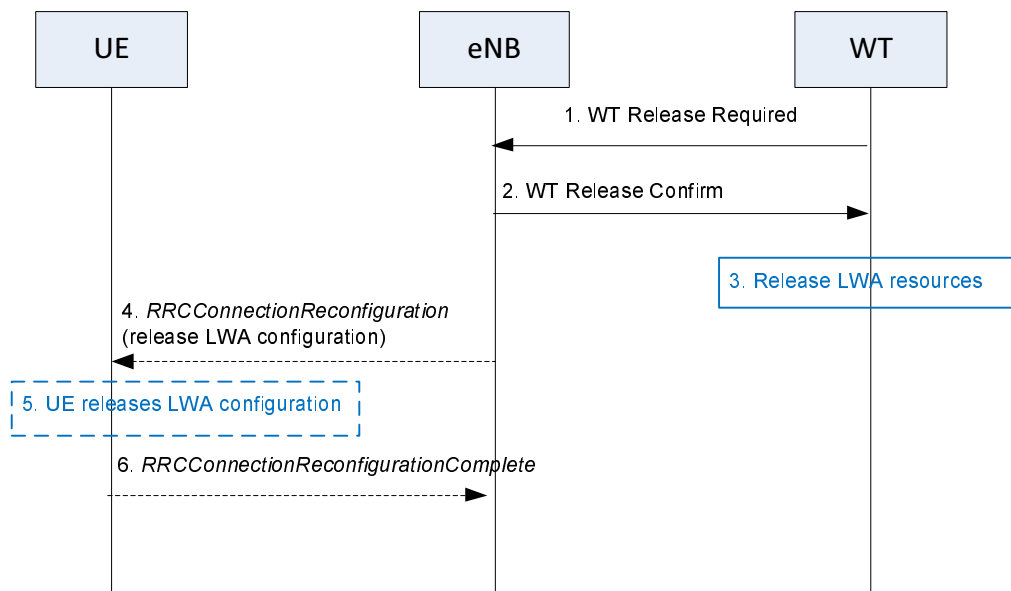 UE
eNB
WT
1. WT Release Required
2. WT Release Confirm
3. Release LWA resources
4. RRCConnectionReconfiguration
(release LWA configuration)
5. UE releases LWA configuration
6. RRCConnectionReconfigurationComplete